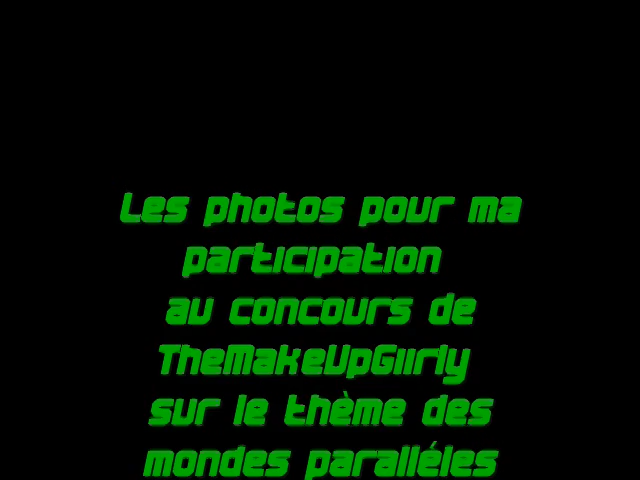 Les photos pour ma
participation
au concours de
TheMakeUpGiirly
sur le thème des
mondes paralléles